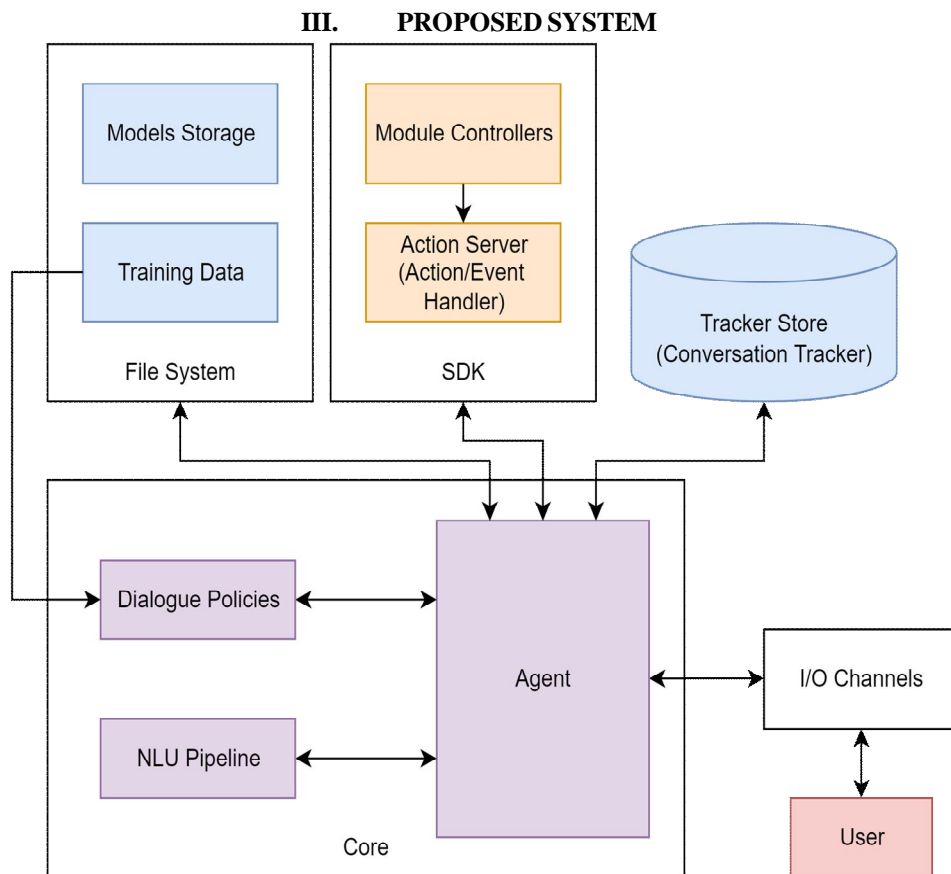 III. PROPOSED SYSTEM
Models Storage
Training Data
File System
Module Controllers
Action Server
(Action/Event
Handler)
SDK
Tracker Store
(Conversation Tracker)
Dialogue Policies
NLU Pipeline
Agent
Core
I/O Channels
User